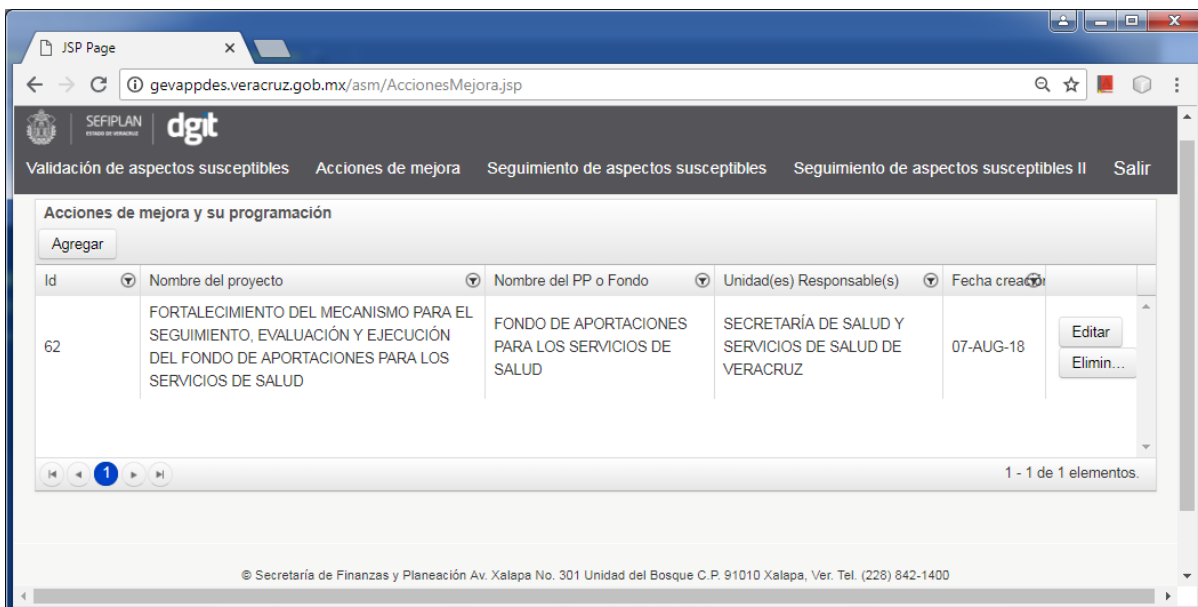 JSP Page
gevappdes.veracruz.gob.mx/asm/AccionesMejora.jsp
SEFIPLAN
ESTADO DE VERACRUZ
dgit
Validación de aspectos susceptibles Acciones de mejora Seguimiento de aspectos susceptibles Seguimiento de aspectos susceptibles II Salir
Acciones de mejora y su programación
Agregar
Id Nombre del proyecto Nombre del PP o Fondo Unidad(es) Responsable(s) Fecha creación
62
FORTALECIMIENTO DEL MECANISMO PARA EL
SEGUIMIENTO, EVALUACIÓN Y EJECUCIÓN
DEL FONDO DE APORTACIONES PARA LOS
SERVICIOS DE SALUD
FONDO DE APORTACIONES
PARA LOS SERVICIOS DE
SALUD
SECRETARÍA DE SALUD Y
SERVICIOS DE SALUD DE
VERACRUZ
07-AUG-18
Editar
Elimin...
1
1 - 1 de 1 elementos.
© Secretaría de Finanzas y Planeación Av. Xalapa No. 301 Unidad del Bosque C.P. 91010 Xalapa, Ver. Tel. (228) 842-1400